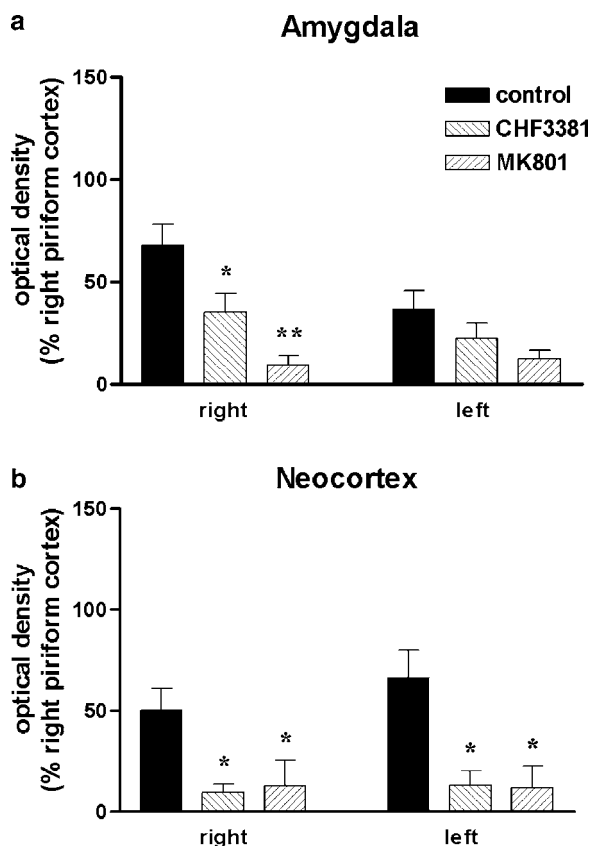 a
Amygdala
150
100
50
0
optical density
(% right piriform cortex)
control
CHF3381
MK801
*
**
right
left
b
Neocortex
150
100
50
0
optical density
(% right piriform cortex)
*
*
*
*
right
left